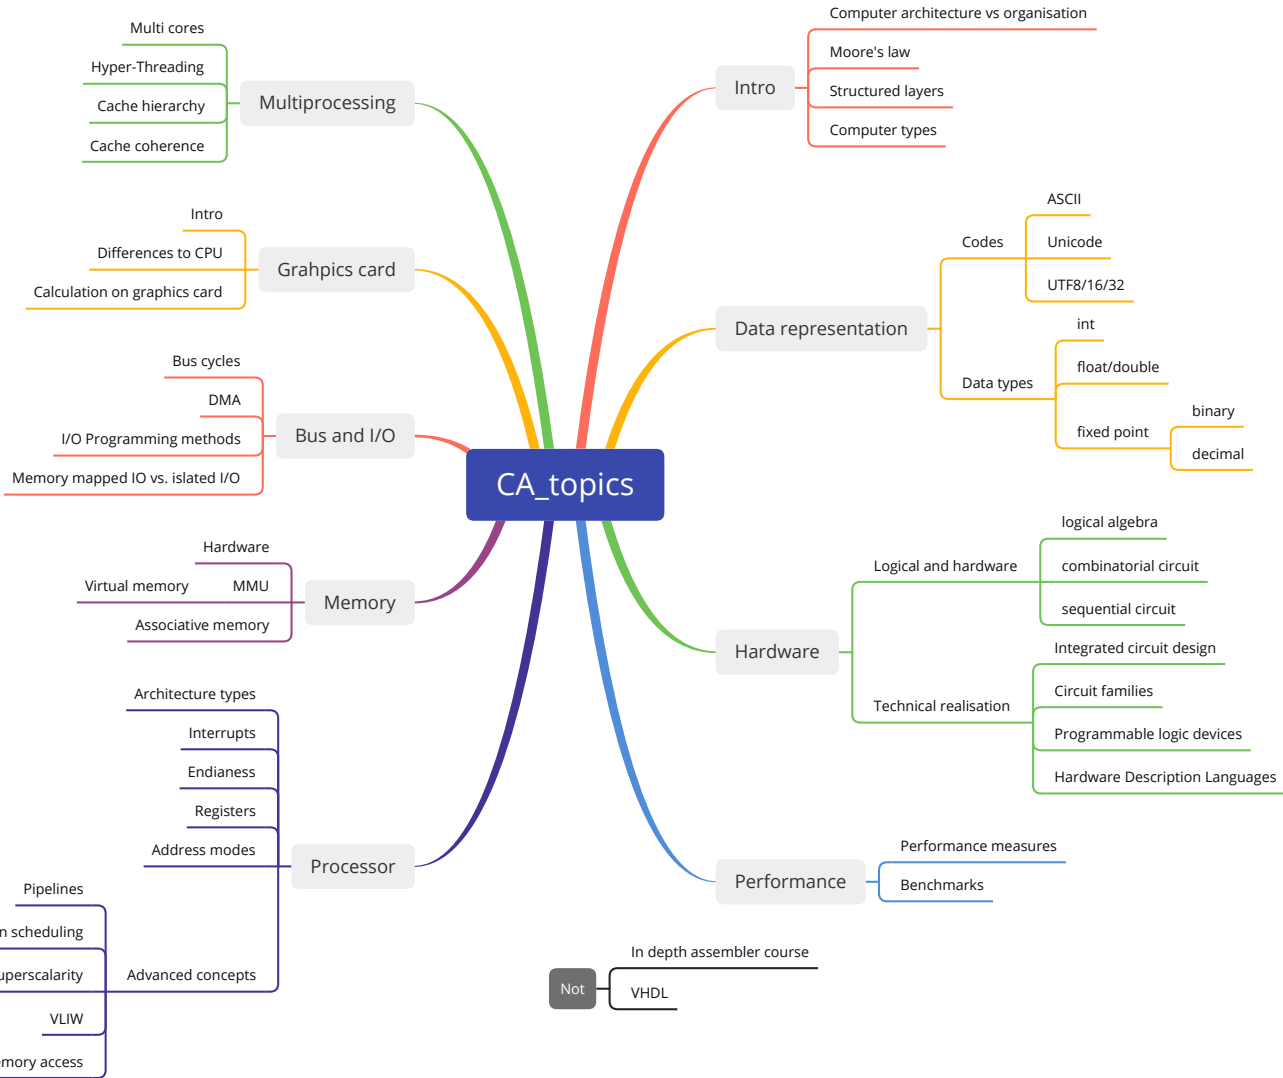 CA_topics
Intro
Computer architecture vs organisation
Moore's law
Structured layers
Computer types
Data representation
Codes
ASCII
Unicode
UTF8/16/32
Data types
int
float/double
fixed point
binary
decimal
Hardware
Logical and hardware
logical algebra
combinatorial circuit
sequential circuit
Technical realisation
Integrated circuit design
Circuit families
Programmable logic devices
Hardware Description Languages
Performance
Performance measures
Benchmarks
Multiprocessing
Multi cores
Hyper-Threading
Cache hierarchy
Cache coherence
Grahpics card
Intro
Differences to CPU
Calculation on graphics card
Bus and I/O
Bus cycles
DMA
I/O Programming methods
Memory mapped IO vs. islated I/O
Memory
Hardware
MMU
Virtual memory
Associative memory
Processor
Architecture types
Interrupts
Endianess
Registers
Address modes
Advanced concepts
Pipelines
scheduling
VLIW
access
Not
In depth assembler course
VHDL